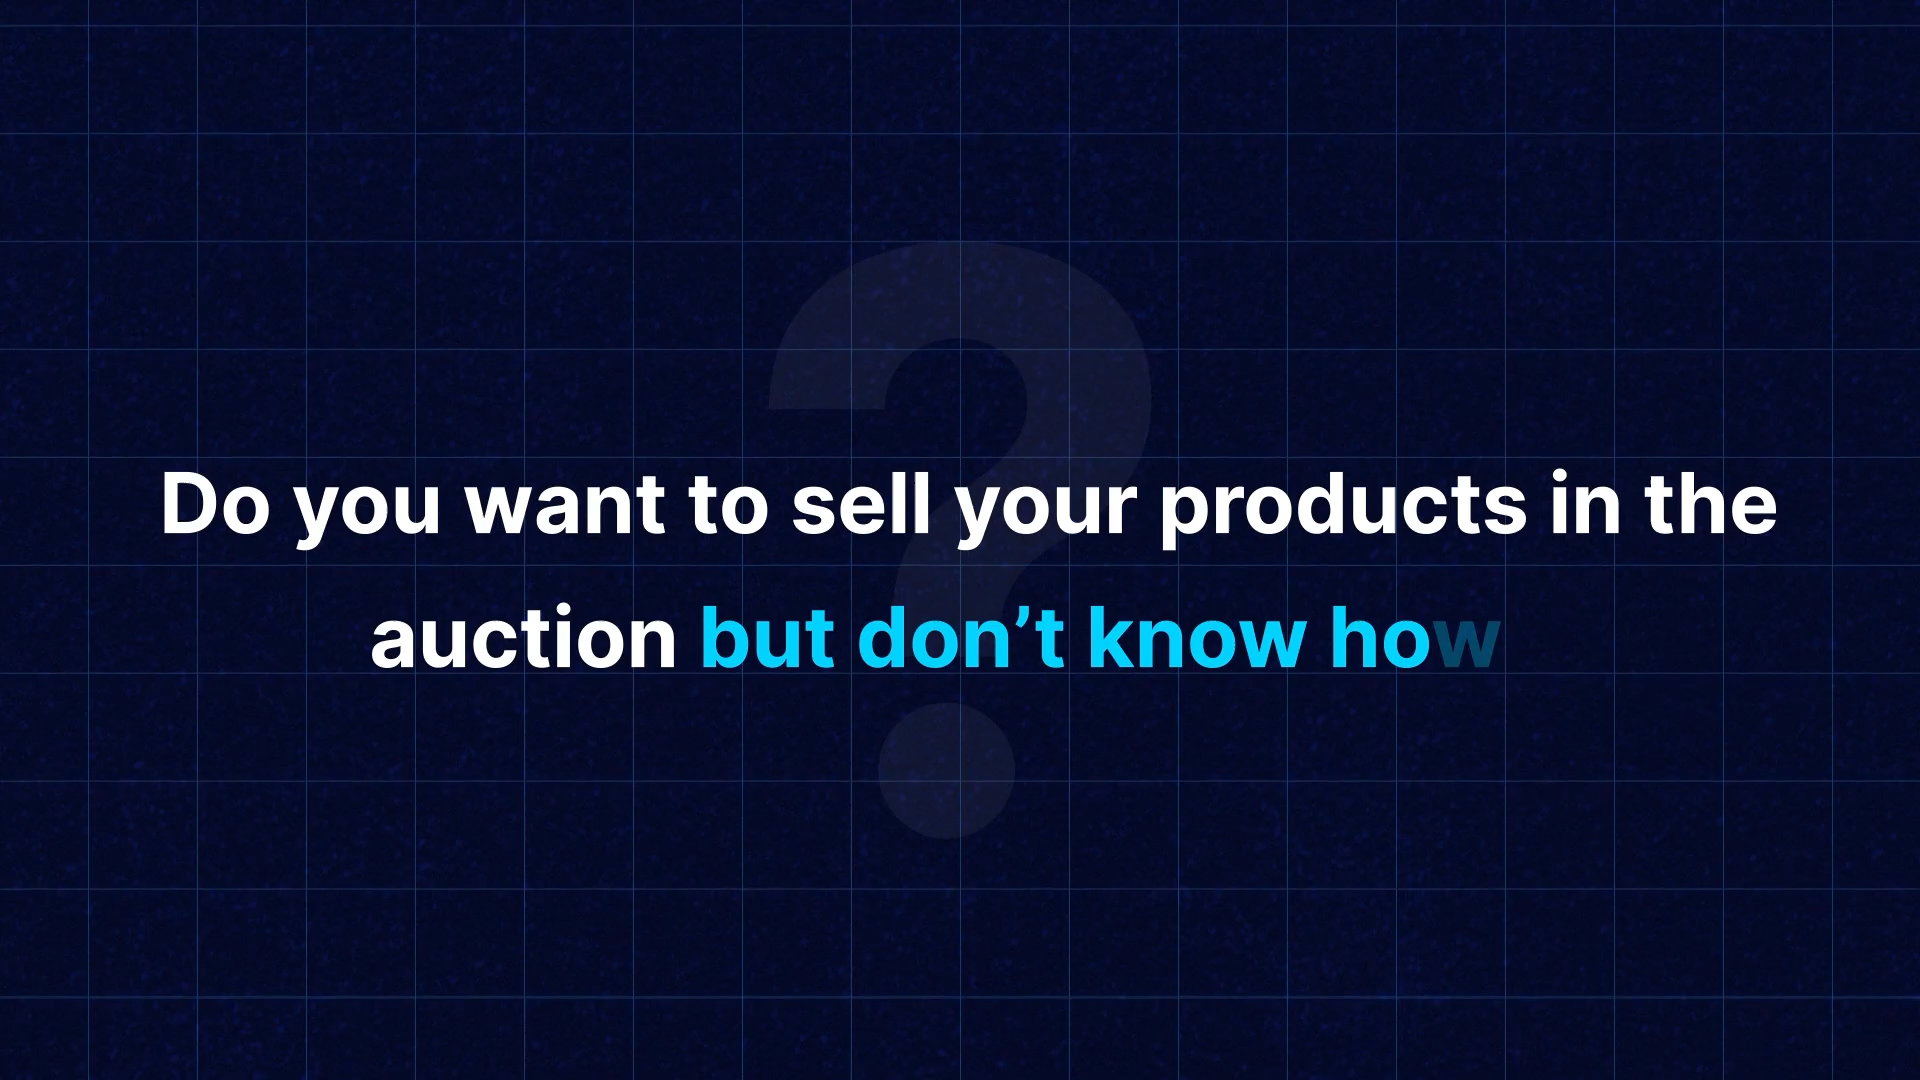 Do you want to sell your products in the
auction but don’t know how
?